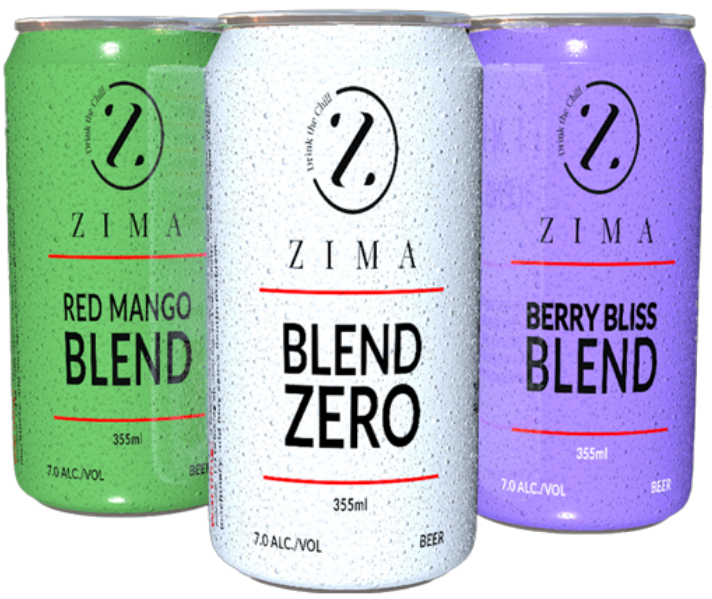 Drink the Chill
Z
ZIMA
RED MANGO
BLEND
355ml
7.0 ALC./VOL
BEER
Drink the Chill
Z
ZIMA
BLEND
ZERO
355ml
7.0 ALC./VOL
BEER
Drink the Chill
Z
ZIMA
BERRY BLISS
BLEND
355ml
7.0 ALC./VOL
BEER